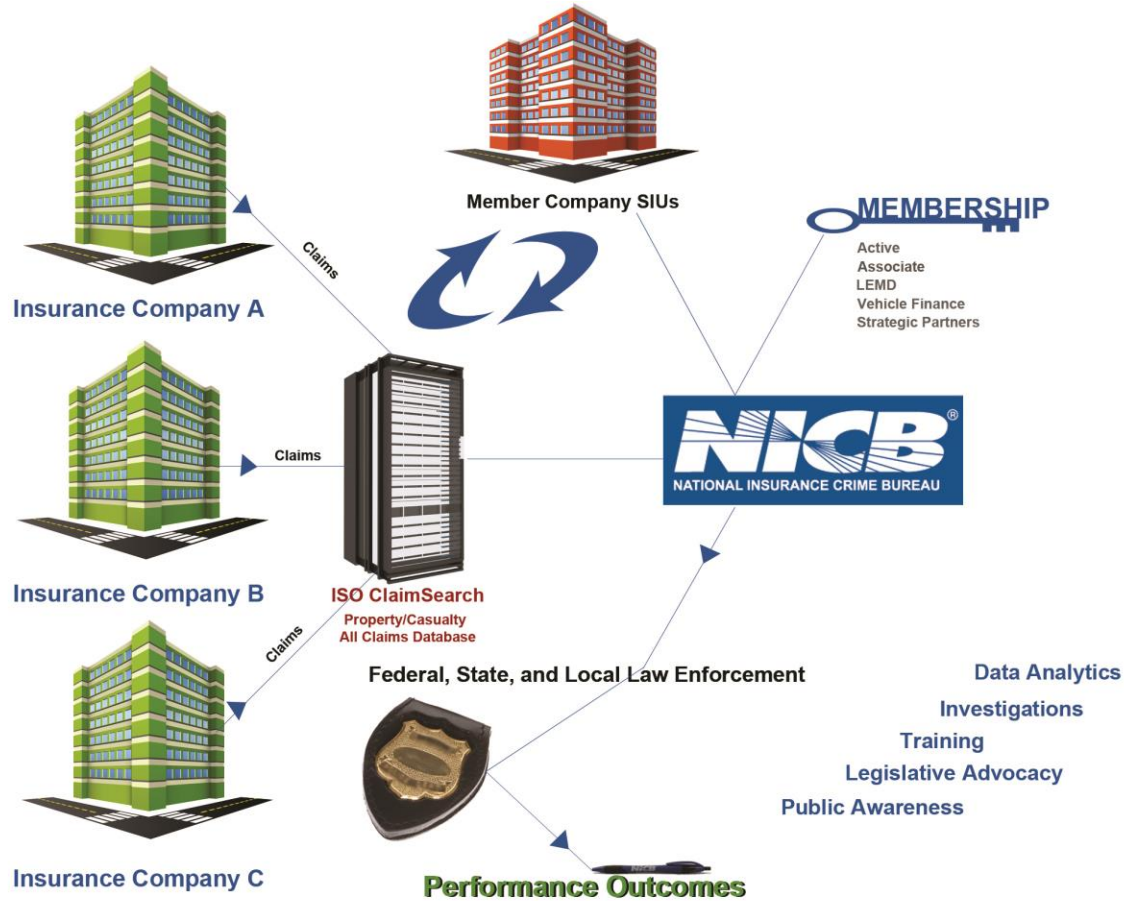 Member Company SIUs
MEMBERSHIP
Active
Associate
LEMD
Vehicle Finance
Strategic Partners
Claims
Insurance Company A
NICB®
NATIONAL INSURANCE CRIME BUREAU
Claims
Insurance Company B
ISO ClaimSearch
Property/Casualty
All Claims Database
Claims
Federal, State, and Local Law Enforcement
Data Analytics
Investigations
Training
Legislative Advocacy
Public Awareness
Insurance Company C
NICB
Performance Outcomes